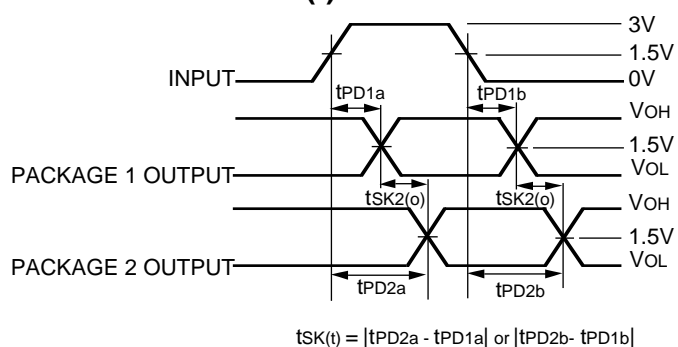 (t)
3V
1.5V
INPUT
0V
tPD1a
tPD1b
VOH
1.5V
PACKAGE 1 OUTPUT
VOL
tSK2(o)
tSK2(o)
VOH
1.5V
PACKAGE 2 OUTPUT
VOL
tPD2a
tPD2b
tSK(t) = |tPD2a - tPD1a| or |tPD2b- tPD1b|